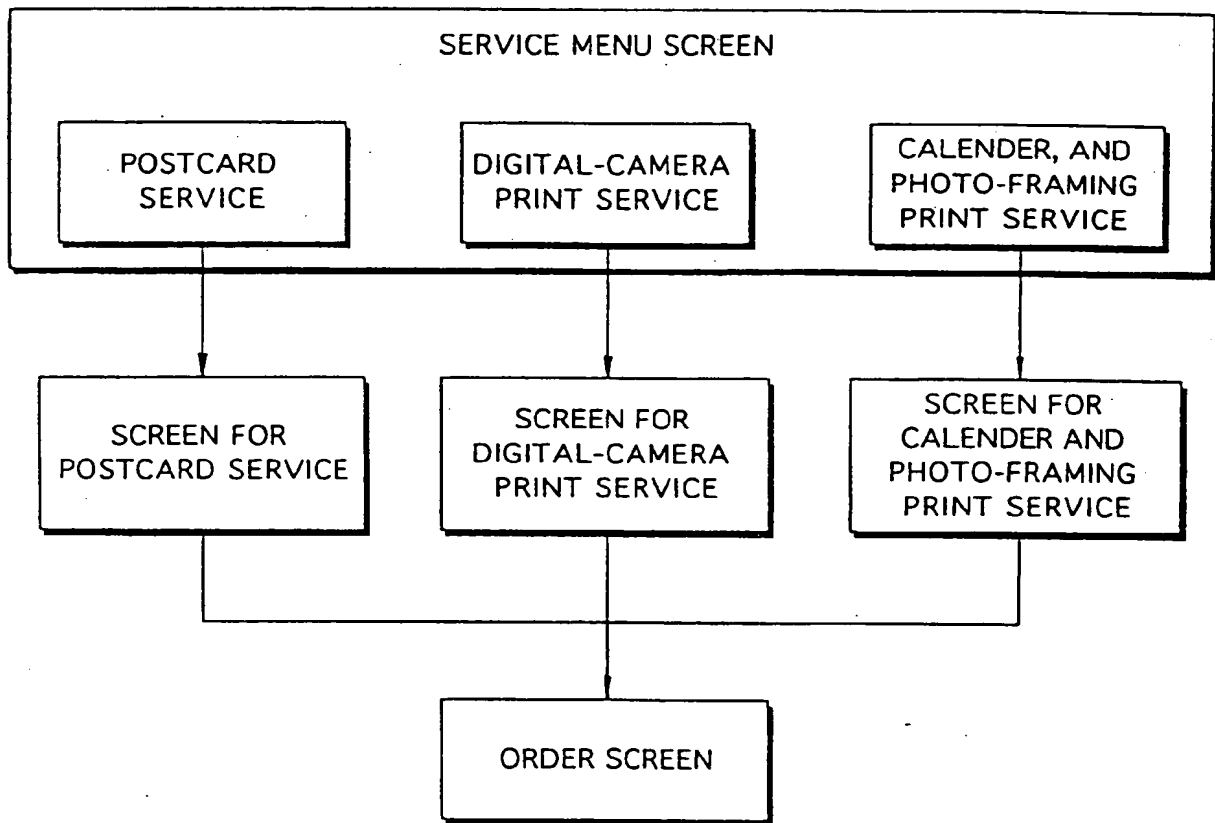 SERVICE MENU SCREEN
POSTCARD
SERVICE
DIGITAL-CAMERA
PRINT SERVICE
CALENDER, AND
PHOTO-FRAMING
PRINT SERVICE
SCREEN FOR
POSTCARD SERVICE
SCREEN FOR
DIGITAL-CAMERA
PRINT SERVICE
SCREEN FOR
CALENDER AND
PHOTO-FRAMING
PRINT SERVICE
ORDER SCREEN